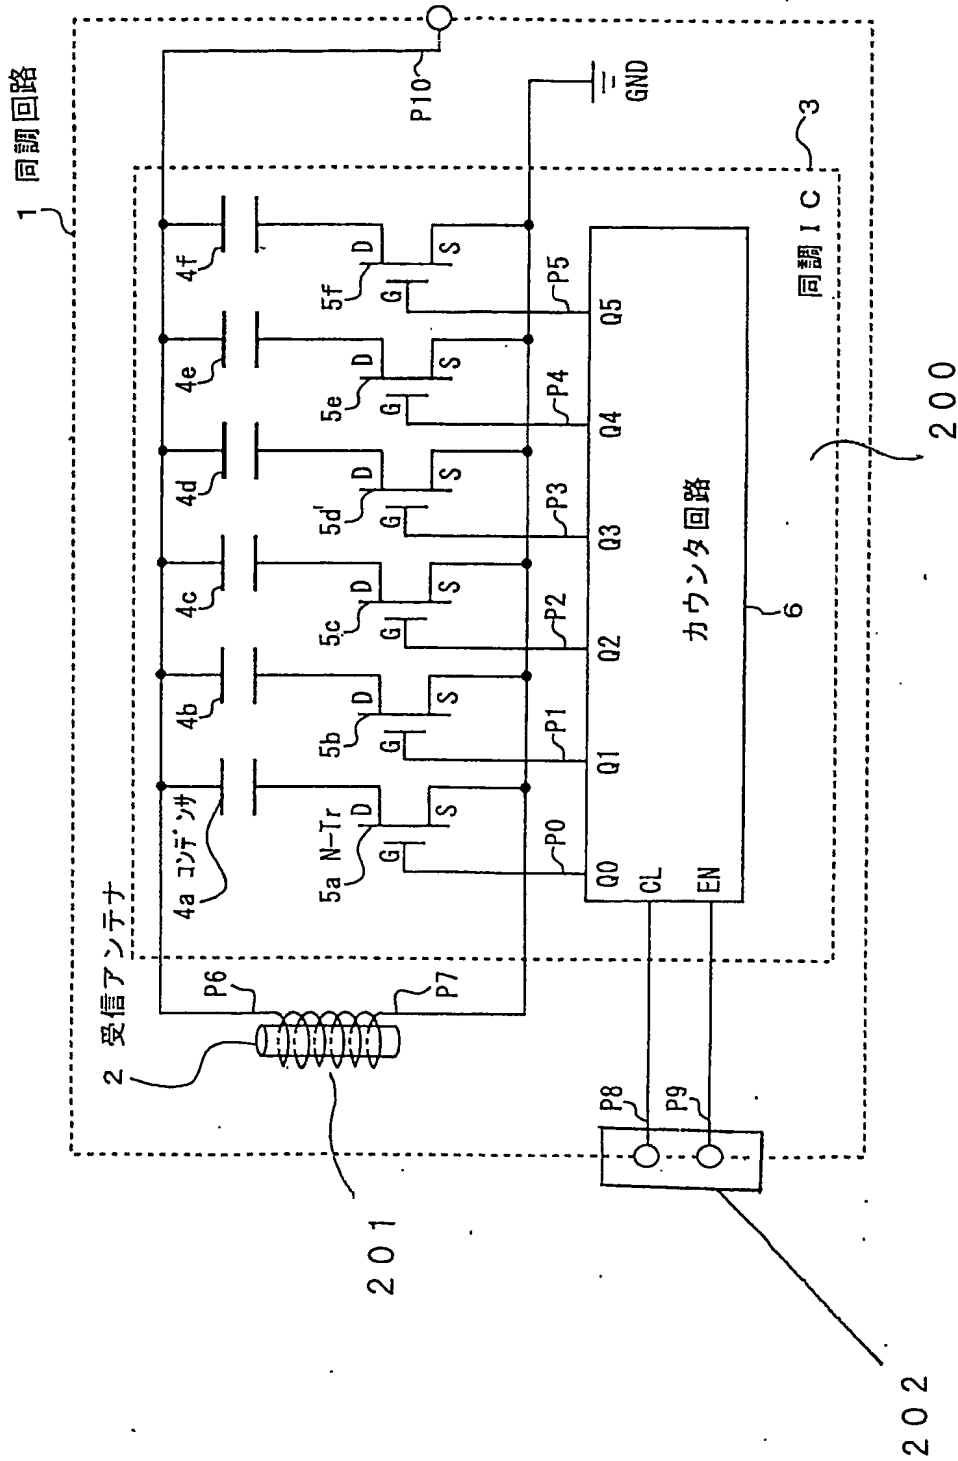 1 同調回路
2 受信アンテナ
P10
GND
3
同調IC
4a コンデンサ
4b
4c
4d
4e
4f
5a N-Tr
5b
5c
5d'
5e
5f
D
D
D
D
D
D
G
G
G
G
G
G
S
S
S
S
S
S
P6
P7
P0
P1
P2
P3
P4
P5
Q0
Q1
Q2
Q3
Q4
Q5
CL
EN
カウンタ回路
6
P8
P9
200
201
202